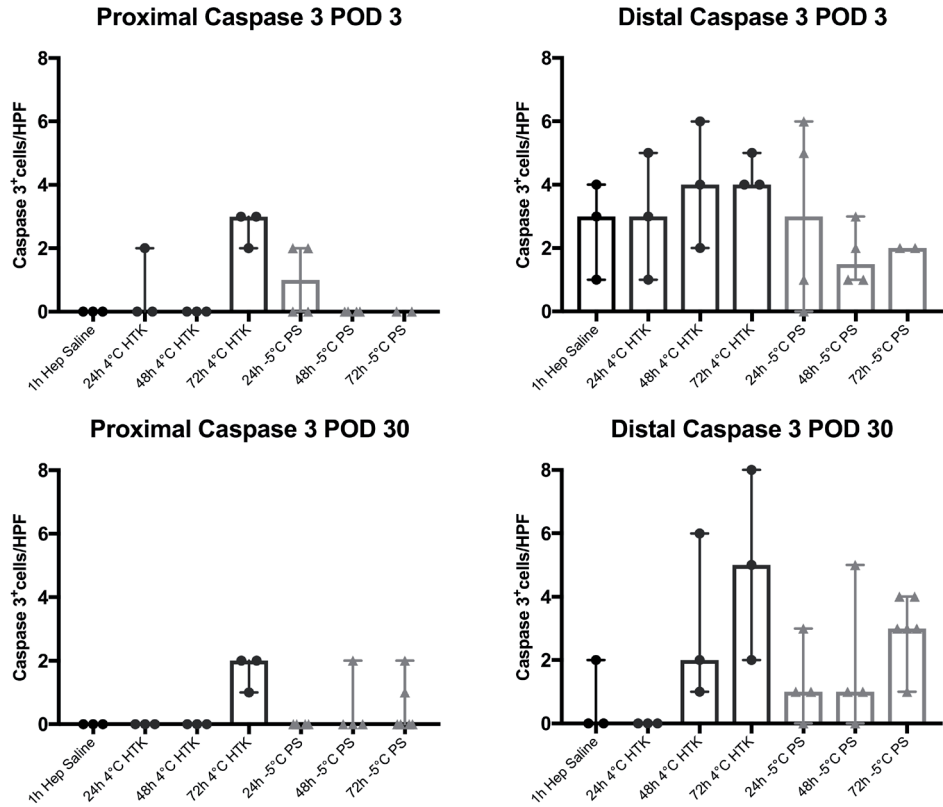 Proximal Caspase 3 POD 3
Caspase 3⁺cells/HPF
8
6
4
2
0
1h Hep Saline
24h 4°C HTK
48h 4°C HTK
72h 4°C HTK
24h -5°C PS
48h -5°C PS
72h -5°C PS
Distal Caspase 3 POD 3
Caspase 3⁺cells/HPF
8
6
4
2
0
1h Hep Saline
24h 4°C HTK
48h 4°C HTK
72h 4°C HTK
24h -5°C PS
48h -5°C PS
72h -5°C PS
Proximal Caspase 3 POD 30
Caspase 3⁺cells/HPF
8
6
4
2
0
1h Hep Saline
24h 4°C HTK
48h 4°C HTK
72h 4°C HTK
24h -5°C PS
48h -5°C PS
72h -5°C PS
Distal Caspase 3 POD 30
Caspase 3⁺cells/HPF
8
6
4
2
0
1h Hep Saline
24h 4°C HTK
48h 4°C HTK
72h 4°C HTK
24h -5°C PS
48h -5°C PS
72h -5°C PS